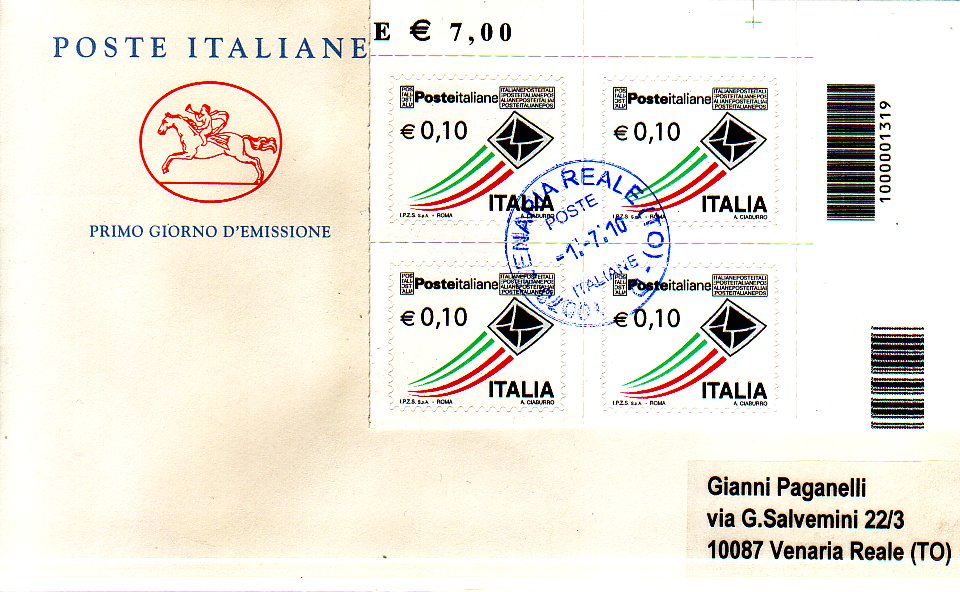 E € 7,00
POSTE ITALIANE
PRIMO GIORNO D'EMISSIONE
Posteitaliane
€ 0,10
ITALIA
I.P.Z.S. S.p.A. - ROMA
A. CIABURRO
Posteitaliane
€ 0,10
ITALIA
I.P.Z.S. S.p.A. - ROMA
A. CIABURRO
Posteitaliane
€ 0,10
ITALIA
I.P.Z.S. S.p.A. - ROMA
A. CIABURRO
Posteitaliane
€ 0,10
ITALIA
I.P.Z.S. S.p.A. - ROMA
A. CIABURRO
VENARIA REALE (TO)
POSTE
-1.-7.10
ITALIANE
1000001319
Gianni Paganelli
via G.Salvemini 22/3
10087 Venaria Reale (TO)